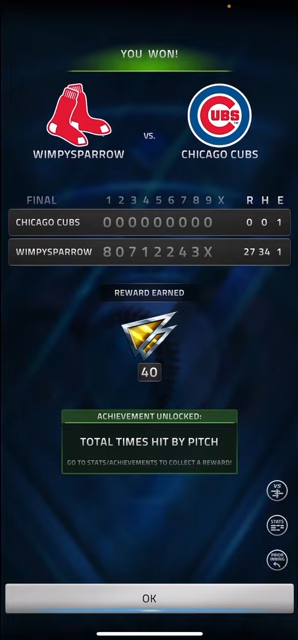 YOU WON!
CUBS
WIMPYSPARROW
VS.
CHICAGO CUBS
FINAL 1 2 3 4 5 6 7 8 9 X R H E
CHICAGO CUBS 0 0 0 0 0 0 0 0 0 0 0 1
WIMPYSPARROW 8 0 7 1 2 2 4 3 X 27 34 1
REWARD EARNED
40
ACHIEVEMENT UNLOCKED:
TOTAL TIMES HIT BY PITCH
GO TO STATS/ACHIEVEMENTS TO COLLECT A REWARD!
VS
STATS
PRIOR
INNING
OK